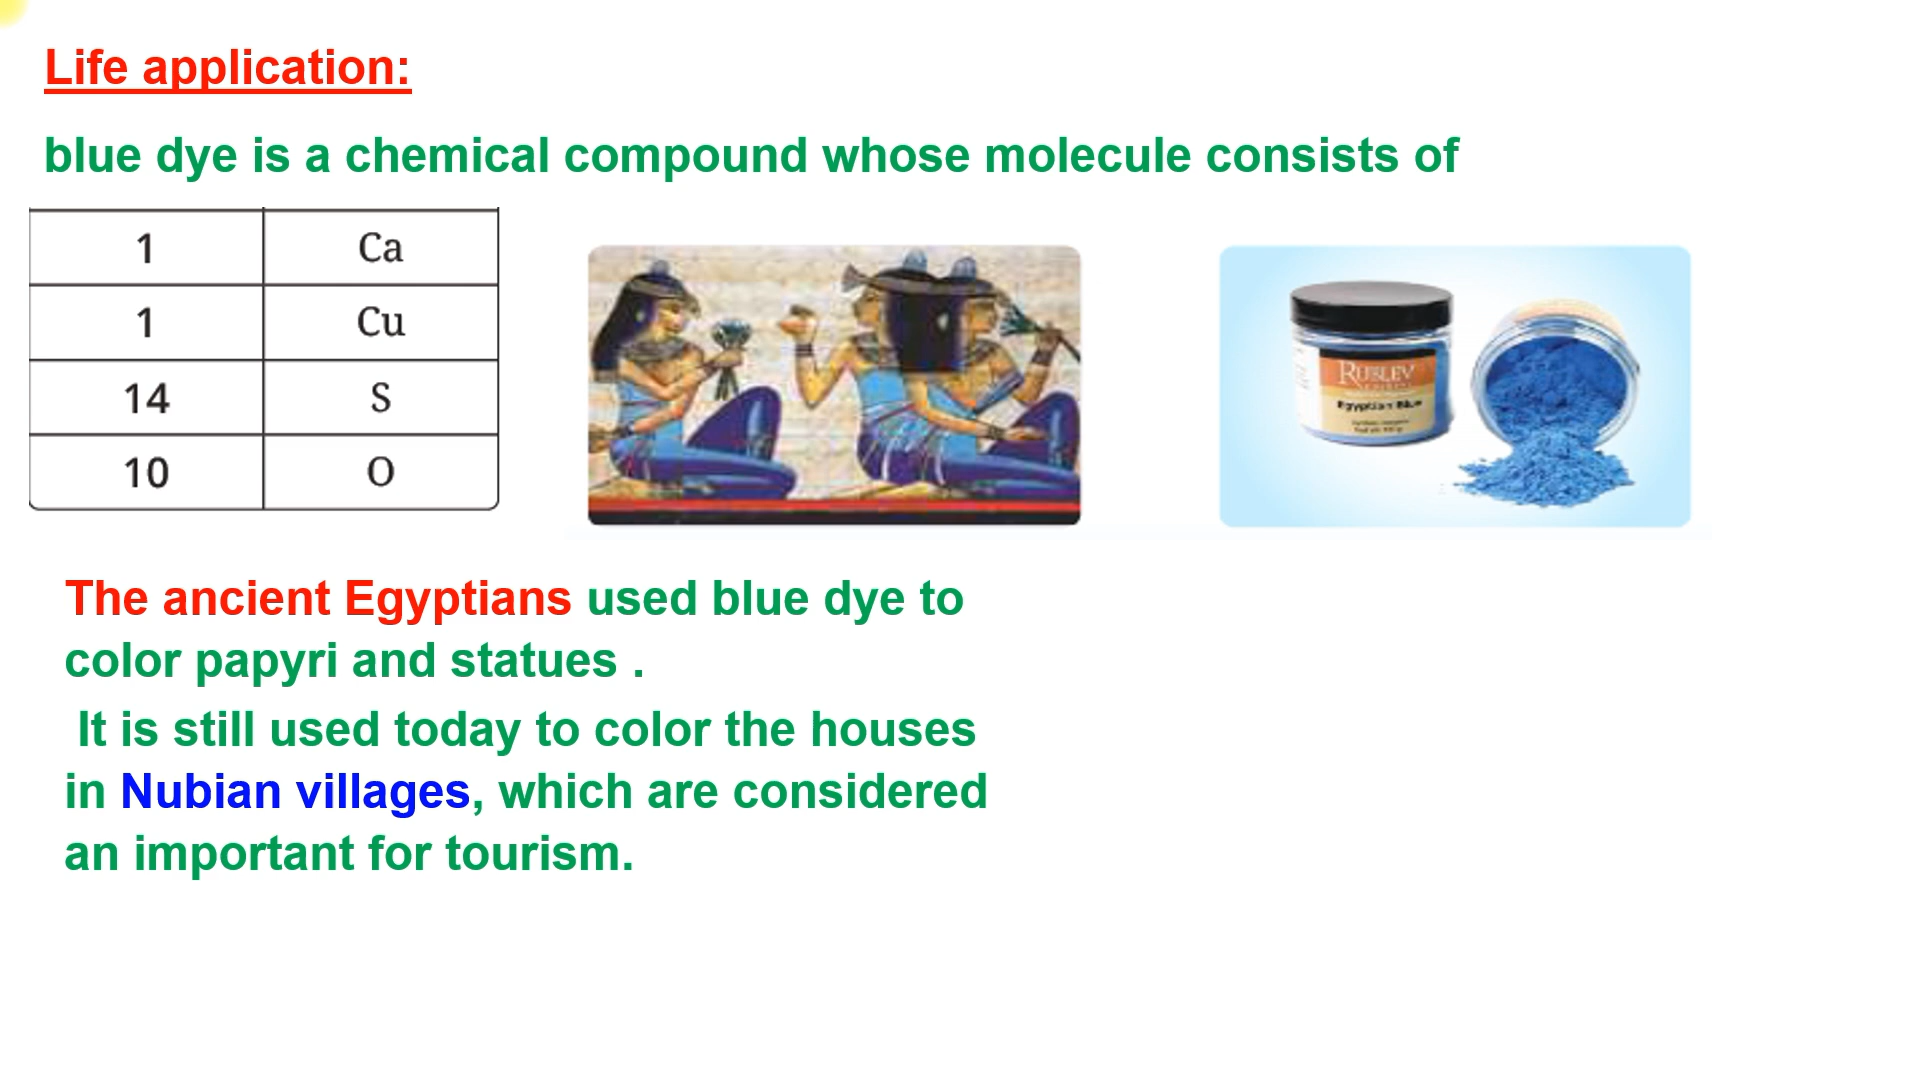 Life application:
blue dye is a chemical compound whose molecule consists of
1 Ca
1 Cu
14 S
10 O
RUBLEV
Egyptian Blue
The ancient Egyptians used blue dye to
color papyri and statues .
It is still used today to color the houses
in Nubian villages, which are considered
an important for tourism.